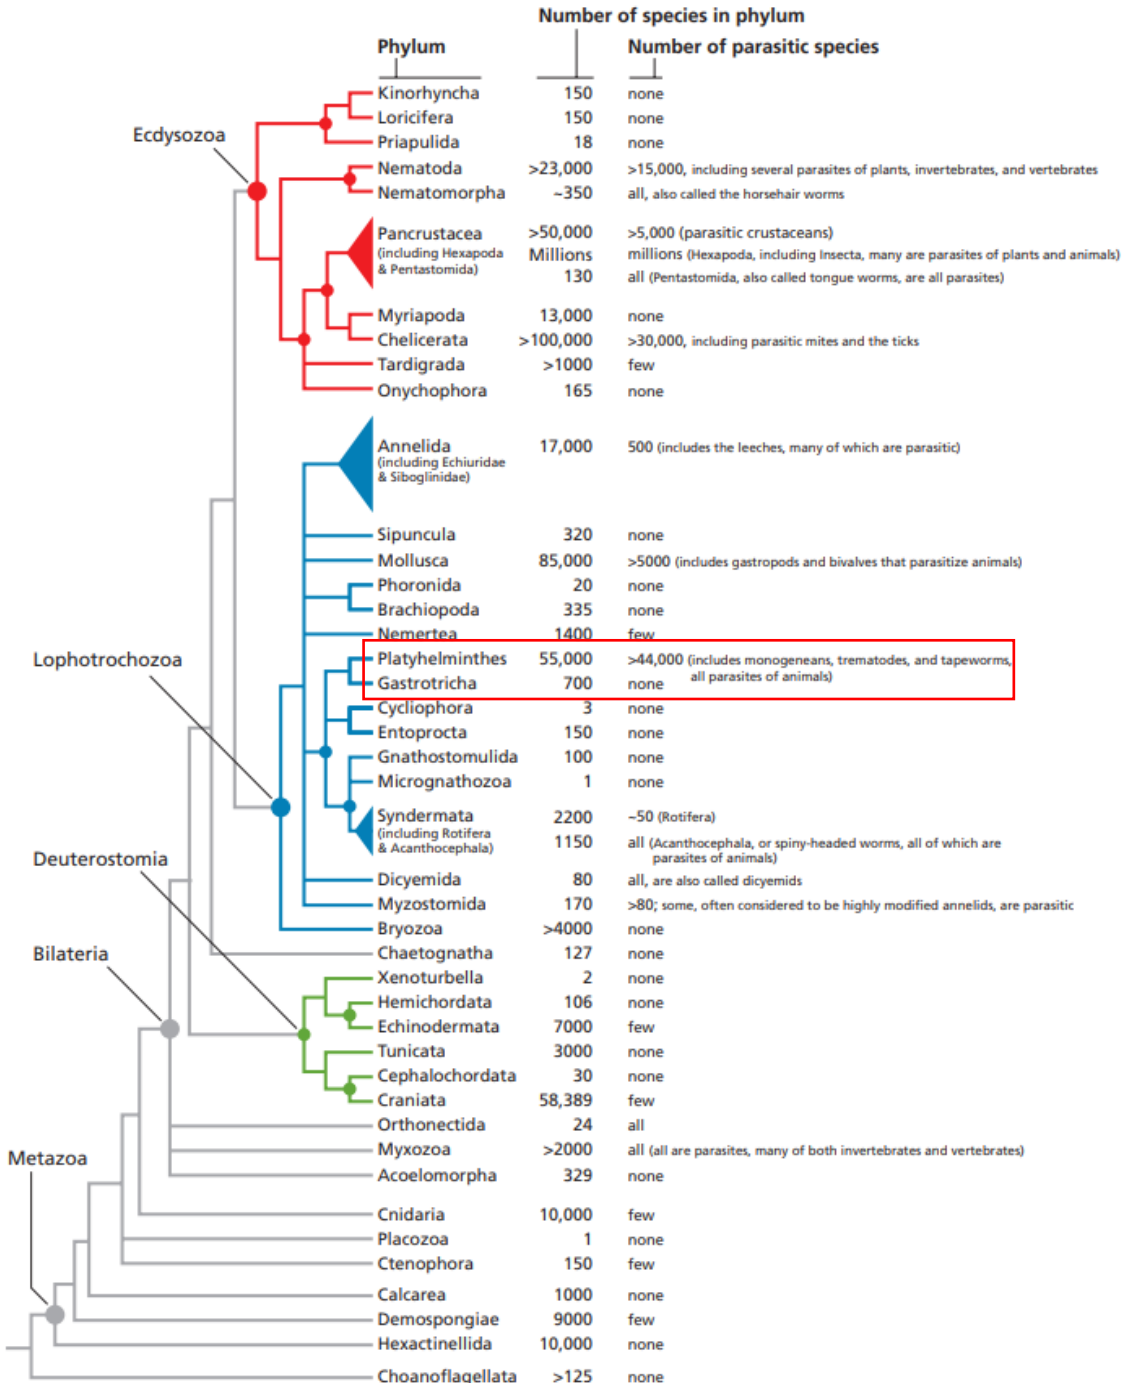 Number of species in phylum
Phylum
Number of parasitic species
Kinorhyncha 150 none
Loricifera 150 none
Ecdysozoa
Priapulida 18 none
Nematoda >23,000 >15,000, including several parasites of plants, invertebrates, and vertebrates
Nematomorpha ~350 all, also called the horsehair worms
Pancrustacea >50,000 >5,000 (parasitic crustaceans)
(including Hexapoda Millions millions (Hexapoda, including Insecta, many are parasites of plants and animals)
& Pentastomida) 130 all (Pentastomida, also called tongue worms, are all parasites)
Myriapoda 13,000 none
Chelicerata >100,000 >30,000, including parasitic mites and the ticks
Tardigrada >1000 few
Onychophora 165 none
Annelida 17,000 500 (includes the leeches, many of which are parasitic)
(including Echiuridae
& Siboglinidae)
Sipuncula 320 none
Mollusca 85,000 >5000 (includes gastropods and bivalves that parasitize animals)
Phoronida 20 none
Brachiopoda 335 none
Nemertea 1400 few
Lophotrochozoa
Platyhelminthes 55,000 >44,000 (includes monogeneans, trematodes, and tapeworms,
all parasites of animals)
Gastrotricha 700 none
Cycliophora 3 none
Entoprocta 150 none
Gnathostomulida 100 none
Micrognathozoa 1 none
Syndermata 2200 ~50 (Rotifera)
(including Rotifera
& Acanthocephala) 1150 all (Acanthocephala, or spiny-headed worms, all of which are
parasites of animals)
Deuterostomia
Dicyemida 80 all, are also called dicyemids
Myzostomida 170 >80; some, often considered to be highly modified annelids, are parasitic
Bryozoa >4000 none
Bilateria
Chaetognatha 127 none
Xenoturbella 2 none
Hemichordata 106 none
Echinodermata 7000 few
Tunicata 3000 none
Cephalochordata 30 none
Craniata 58,389 few
Orthonectida 24 all
Myxozoa >2000 all (all are parasites, many of both invertebrates and vertebrates)
Metazoa
Acoelomorpha 329 none
Cnidaria 10,000 few
Placozoa 1 none
Ctenophora 150 few
Calcarea 1000 none
Demospongiae 9000 few
Hexactinellida 10,000 none
Choanoflagellata >125 none